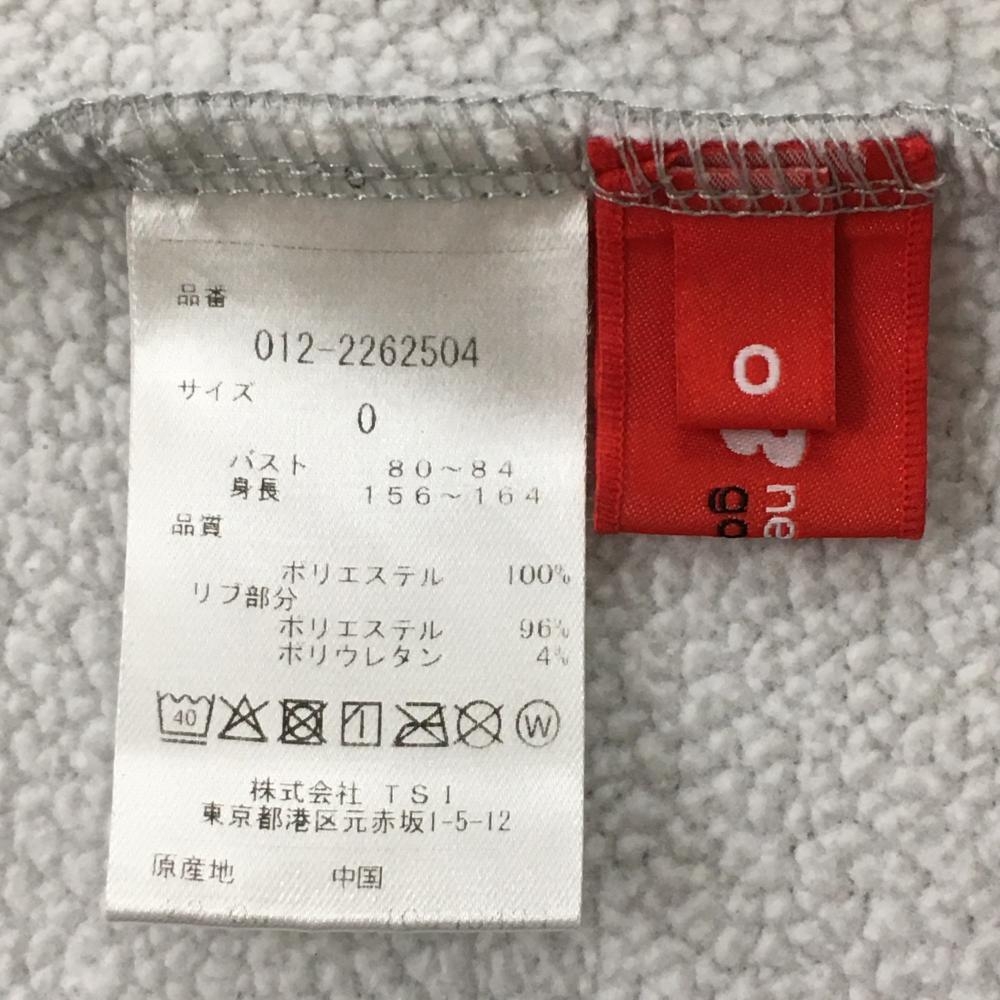 品番
012-2262504
サイズ
0
バスト 80~84
身長 156~164
品質
ポリエステル 100%
リブ部分
ポリエステル 96%
ポリウレタン 4%
40
W
株式会社 TSI
東京都港区元赤坂1-5-12
原産地 中国
0
ne
go